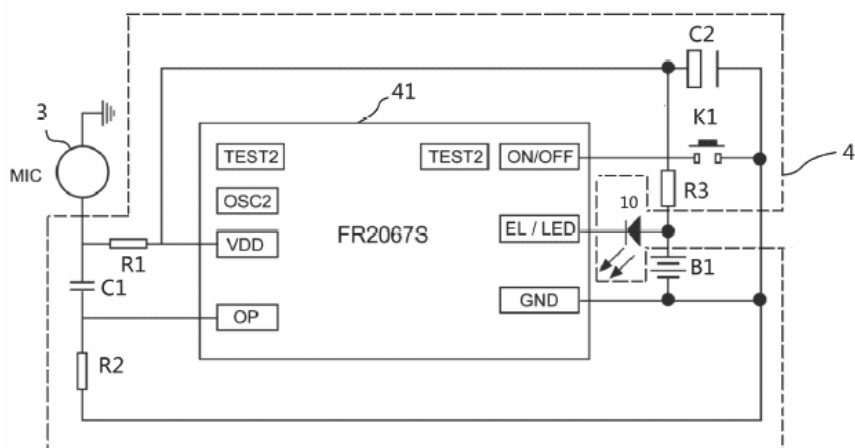 C2
41
3
K1
TEST2
TEST2
ON/OFF
4
MIC
OSC2
R3
10
FR2067S
EL / LED
VDD
R1
B1
C1
GND
OP
R2